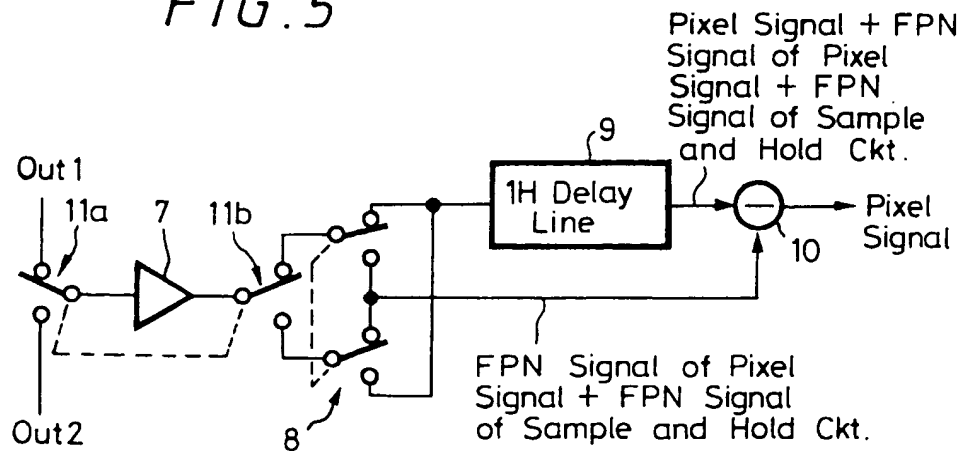 FIG. 5
Pixel Signal + FPN
Signal of Pixel
Signal + FPN
Signal of Sample
and Hold Ckt.
9
Out1
11a
7
11b
1H Delay
Line
10
Pixel
Signal
8
Out2
FPN Signal of Pixel
Signal + FPN Signal
of Sample and Hold Ckt.